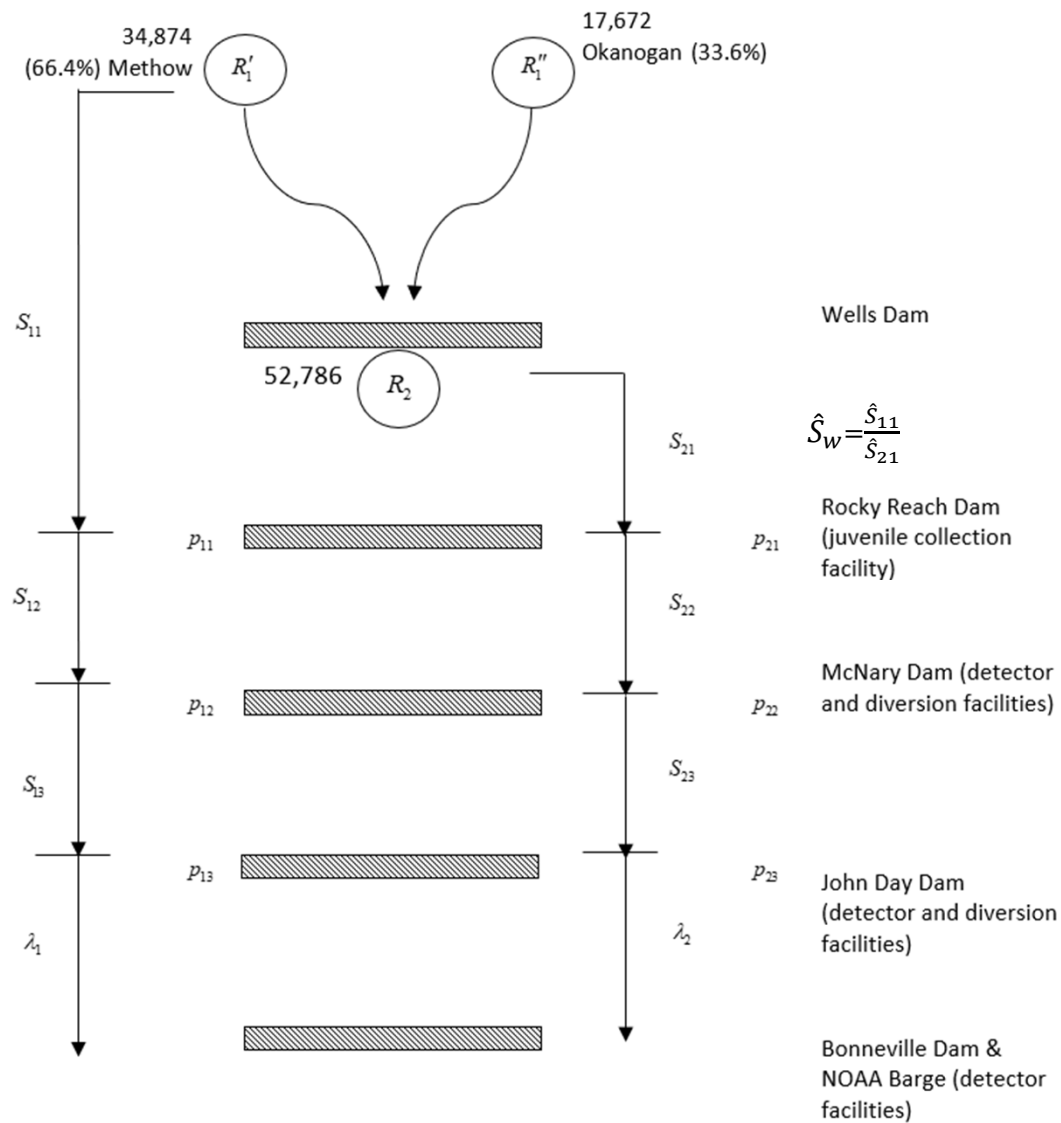 34,874
(66.4%) Methow
R′₁
R″₁
17,672
Okanogan (33.6%)
S₁₁
Wells Dam
52,786
R₂
S₂₁
Ŝ_w=Ŝ₁₁/Ŝ₂₁
Rocky Reach Dam
(juvenile collection
facility)
p₁₁
p₂₁
S₁₂
S₂₂
McNary Dam (detector
and diversion facilities)
p₁₂
p₂₂
S₁₃
S₂₃
p₁₃
p₂₃
John Day Dam
(detector and diversion
facilities)
λ₁
λ₂
Bonneville Dam &
NOAA Barge (detector
facilities)